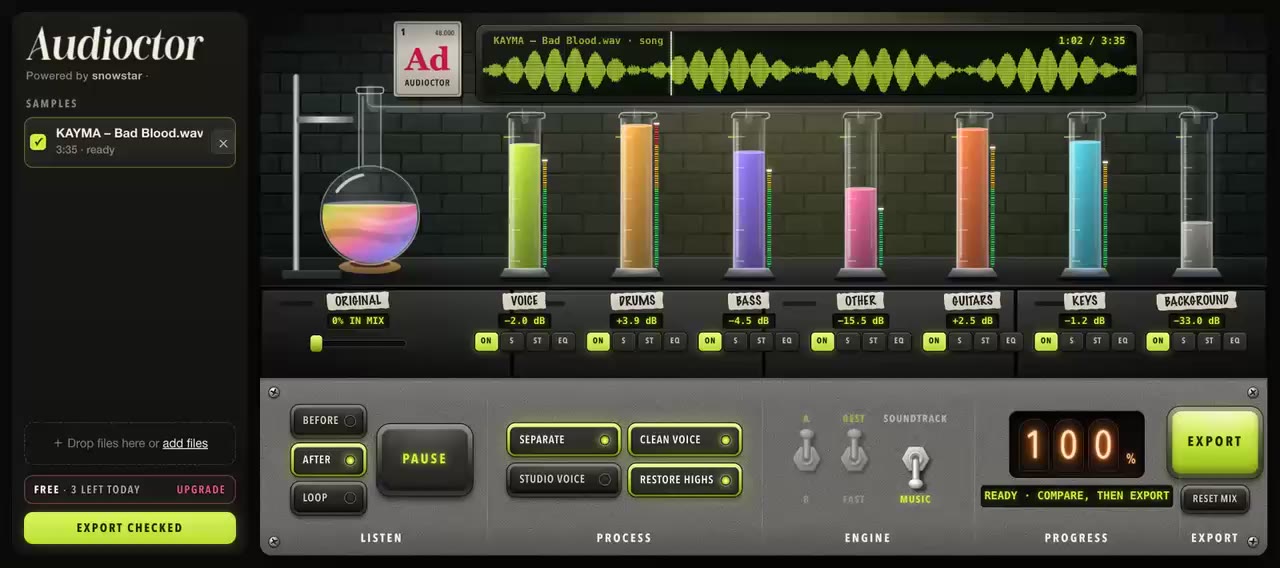 Audioctor
Powered by snowstar ·
SAMPLES
KAYMA – Bad Blood.wav
3:35 · ready
+ Drop files here or add files
FREE · 3 LEFT TODAY
UPGRADE
EXPORT CHECKED
1
48.000
Ad
AUDIOCTOR
KAYMA – Bad Blood.wav · song
1:02 / 3:35
ORIGINAL
0% IN MIX
VOICE
−2.0 dB
ON S ST EQ
DRUMS
+3.9 dB
ON S ST EQ
BASS
−4.5 dB
ON S ST EQ
OTHER
−15.5 dB
ON S ST EQ
GUITARS
+2.5 dB
ON S ST EQ
KEYS
−1.2 dB
ON S ST EQ
BACKGROUND
−33.0 dB
ON S ST EQ
BEFORE
AFTER
LOOP
PAUSE
LISTEN
SEPARATE
CLEAN VOICE
STUDIO VOICE
RESTORE HIGHS
PROCESS
A
B
BEST
FAST
SOUNDTRACK
MUSIC
ENGINE
100 %
READY · COMPARE, THEN EXPORT
PROGRESS
EXPORT
RESET MIX
EXPORT